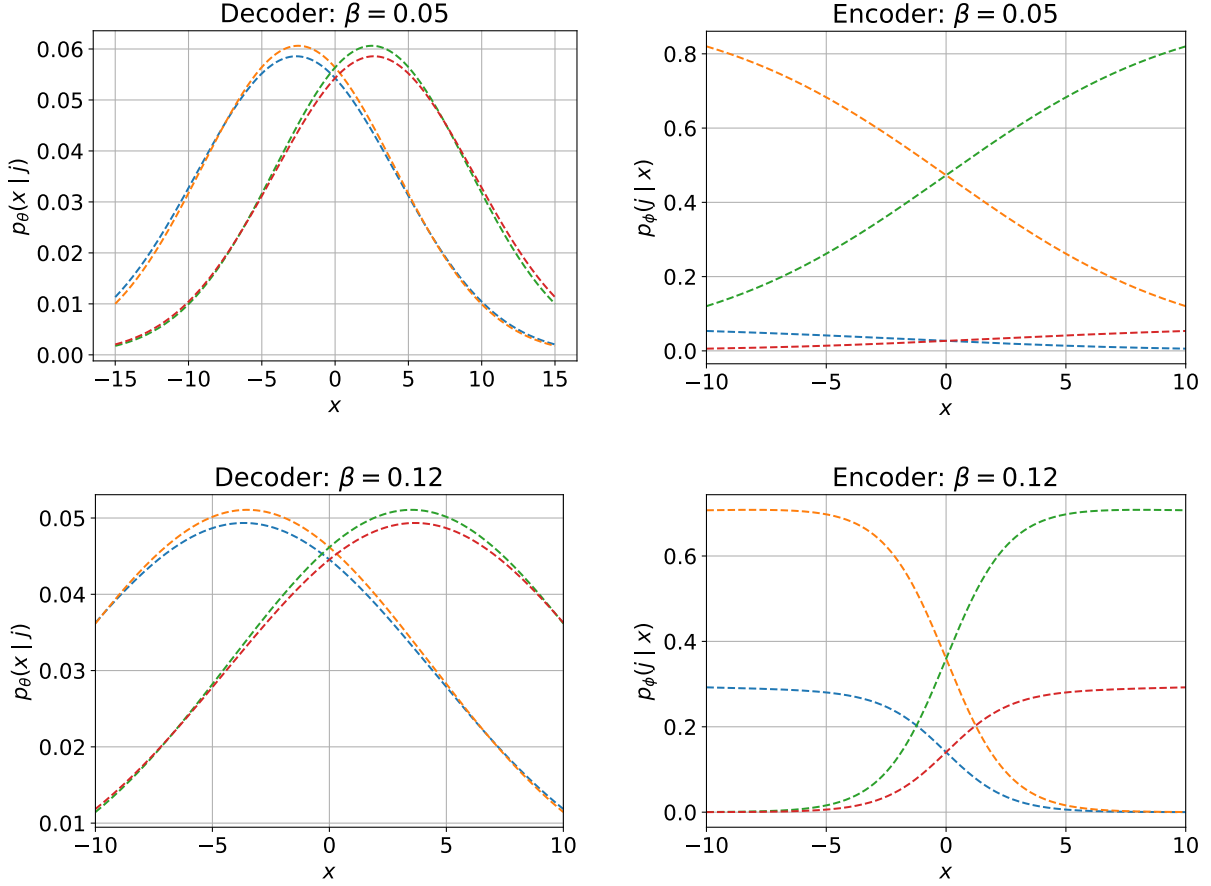 Decoder: β = 0.05
p_θ(x | j)
0.06
0.05
0.04
0.03
0.02
0.01
0.00
−15 −10 −5 0 5 10 15
x
Encoder: β = 0.05
p_ϕ(j | x)
0.8
0.6
0.4
0.2
0.0
−10 −5 0 5 10
x
Decoder: β = 0.12
p_θ(x | j)
0.05
0.04
0.03
0.02
0.01
−10 −5 0 5 10
x
Encoder: β = 0.12
p_ϕ(j | x)
0.6
0.4
0.2
0.0
−10 −5 0 5 10
x